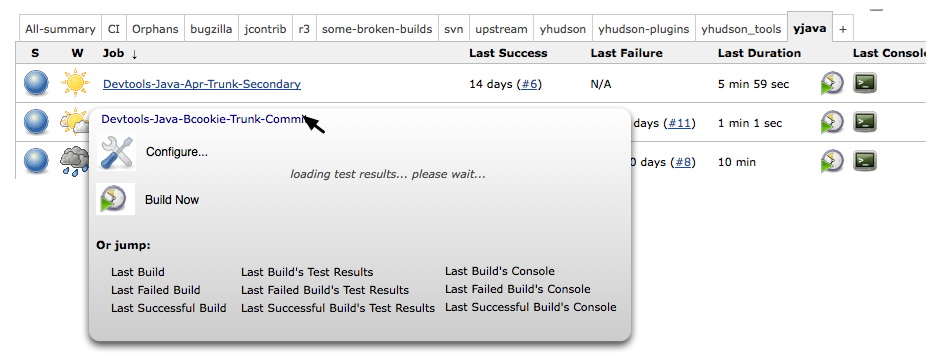 All-summary CI Orphans bugzilla jcontrib r3 some-broken-builds svn upstream yhudson yhudson-plugins yhudson_tools yjava +
S W Job ↓ Last Success Last Failure Last Duration Last Console
Devtools-Java-Apr-Trunk-Secondary 14 days (#6) N/A 5 min 59 sec
Devtools-Java-Bcookie-Trunk- days (#11) 1 min 1 sec
Configure...
0 days (#8) 10 min
loading test results... please wait...
Build Now
Or jump:
Last Build Last Build's Test Results Last Build's Console
Last Failed Build Last Failed Build's Test Results Last Failed Build's Console
Last Successful Build Last Successful Build's Test Results Last Successful Build's Console